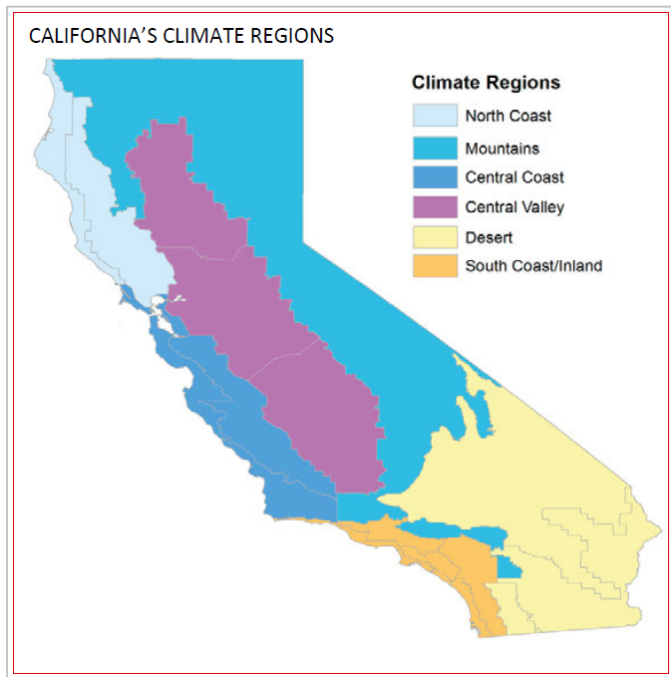 CALIFORNIA'S CLIMATE REGIONS
Climate Regions
North Coast
Mountains
Central Coast
Central Valley
Desert
South Coast/Inland